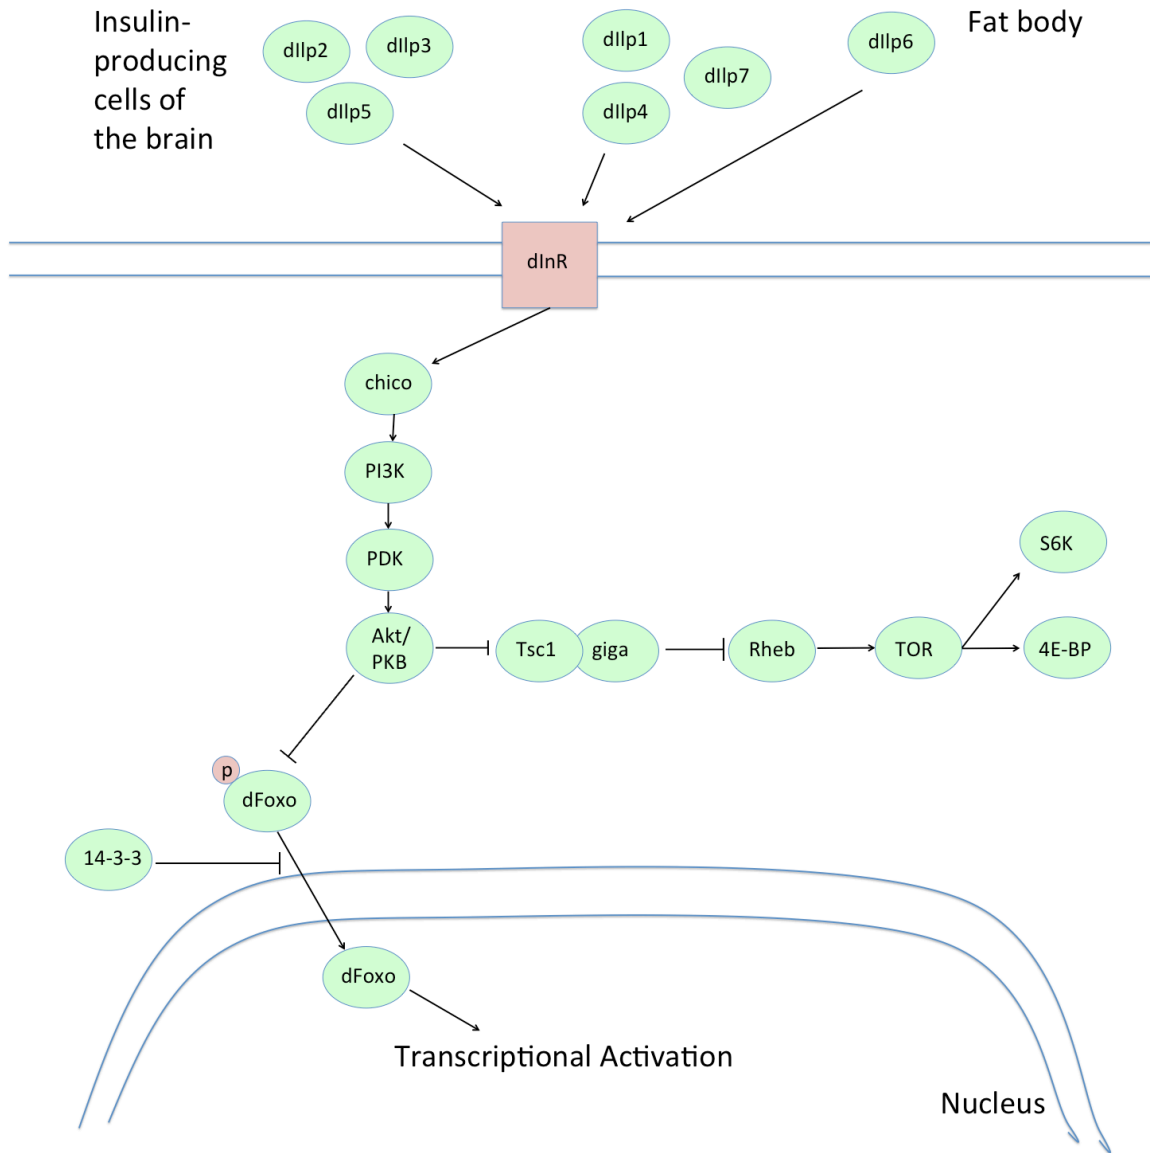 Insulin-
producing
cells of
the brain
dIlp2
dIlp3
dIlp5
dIlp1
dIlp7
dIlp4
dIlp6
Fat body
dInR
chico
PI3K
PDK
Akt/
PKB
Tsc1
giga
Rheb
TOR
S6K
4E-BP
p
dFoxo
14-3-3
dFoxo
Transcriptional Activation
Nucleus